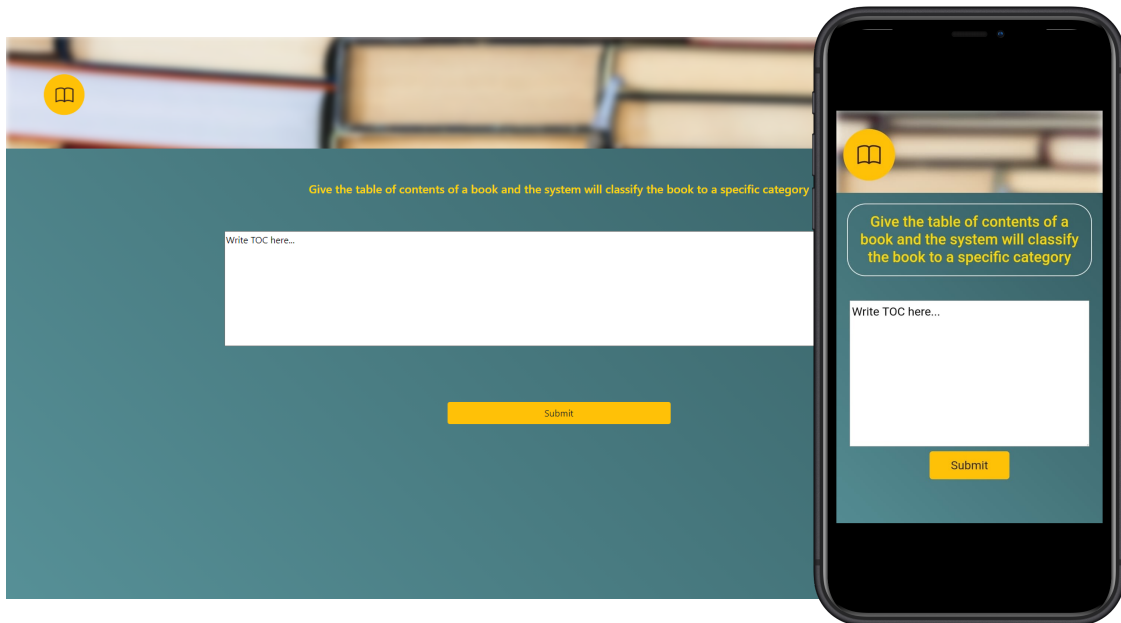 Give the table of contents of a book and the system will classify the book to a specific category
Write TOC here...
Submit
Give the table of contents of a
book and the system will classify
the book to a specific category
Write TOC here...
Submit